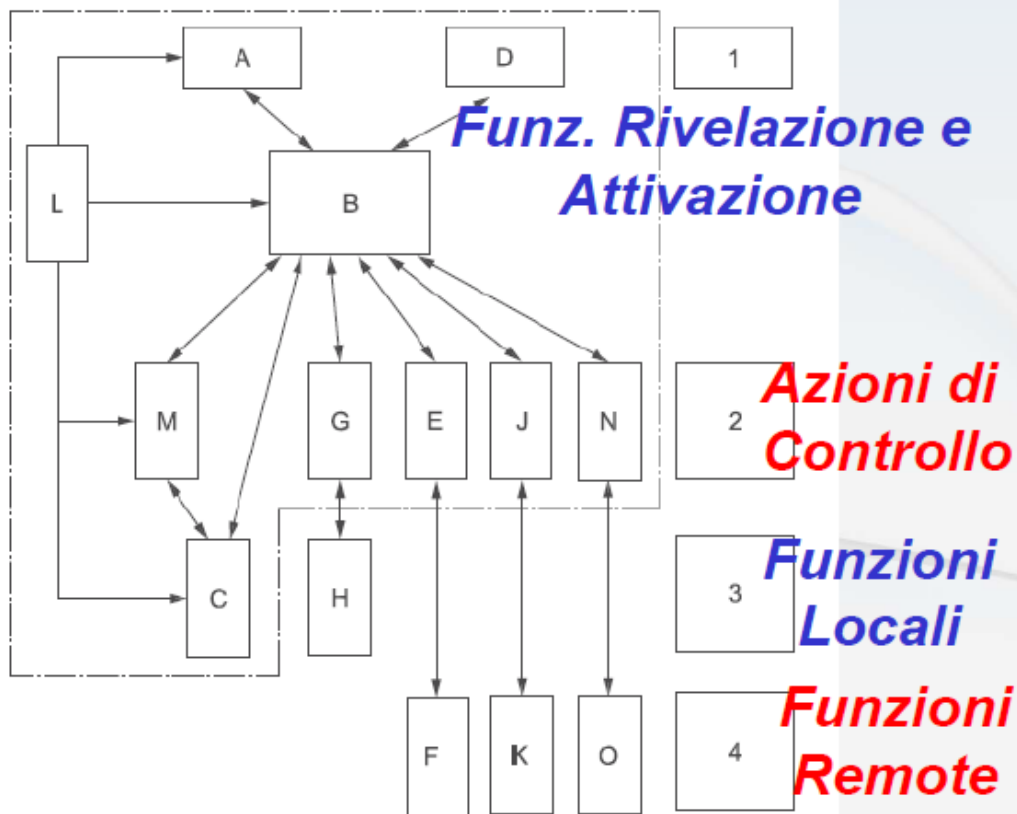 A
D
1
Funz. Rivelazione e
Attivazione
L
B
M
G
E
J
N
2
Azioni di
Controllo
C
H
3
Funzioni
Locali
F
K
O
4
Funzioni
Remote